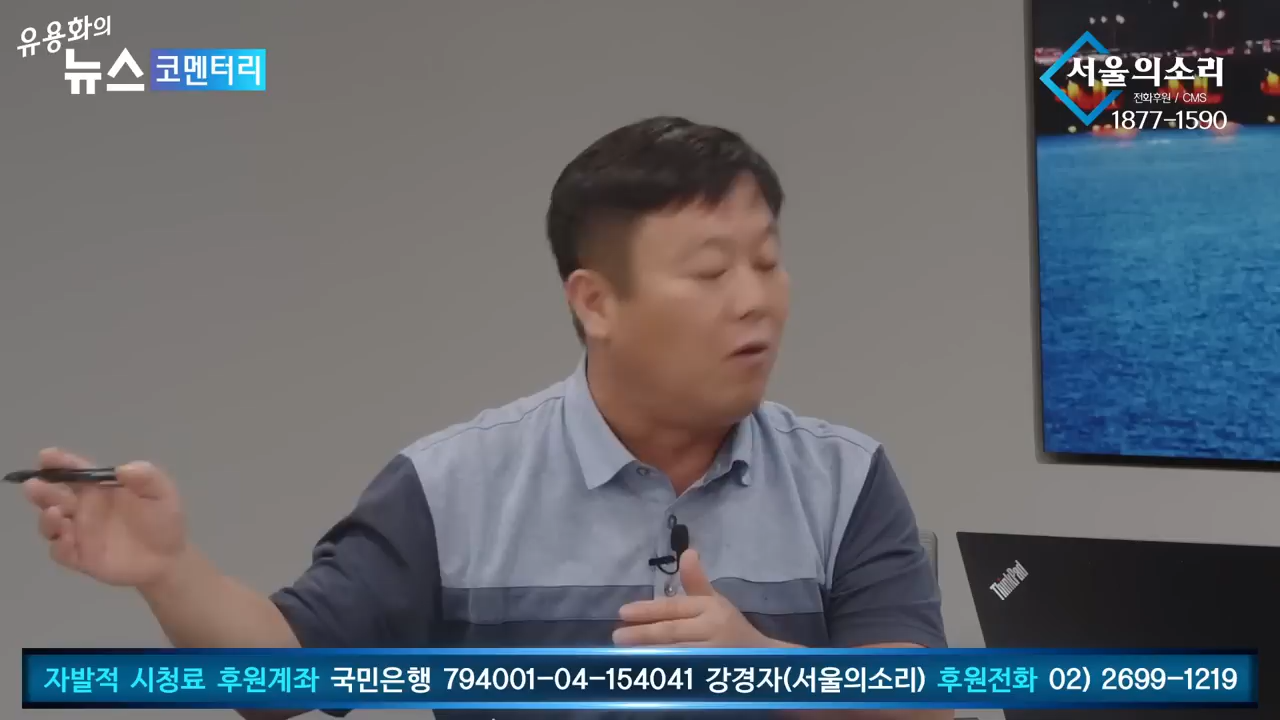 유용화의
뉴스 코멘터리
서울의소리
전화후원 / CMS
1877-1590
ThinkPad
자발적 시청료 후원계좌 국민은행 794001-04-154041 강경자(서울의소리) 후원전화 02) 2699-1219